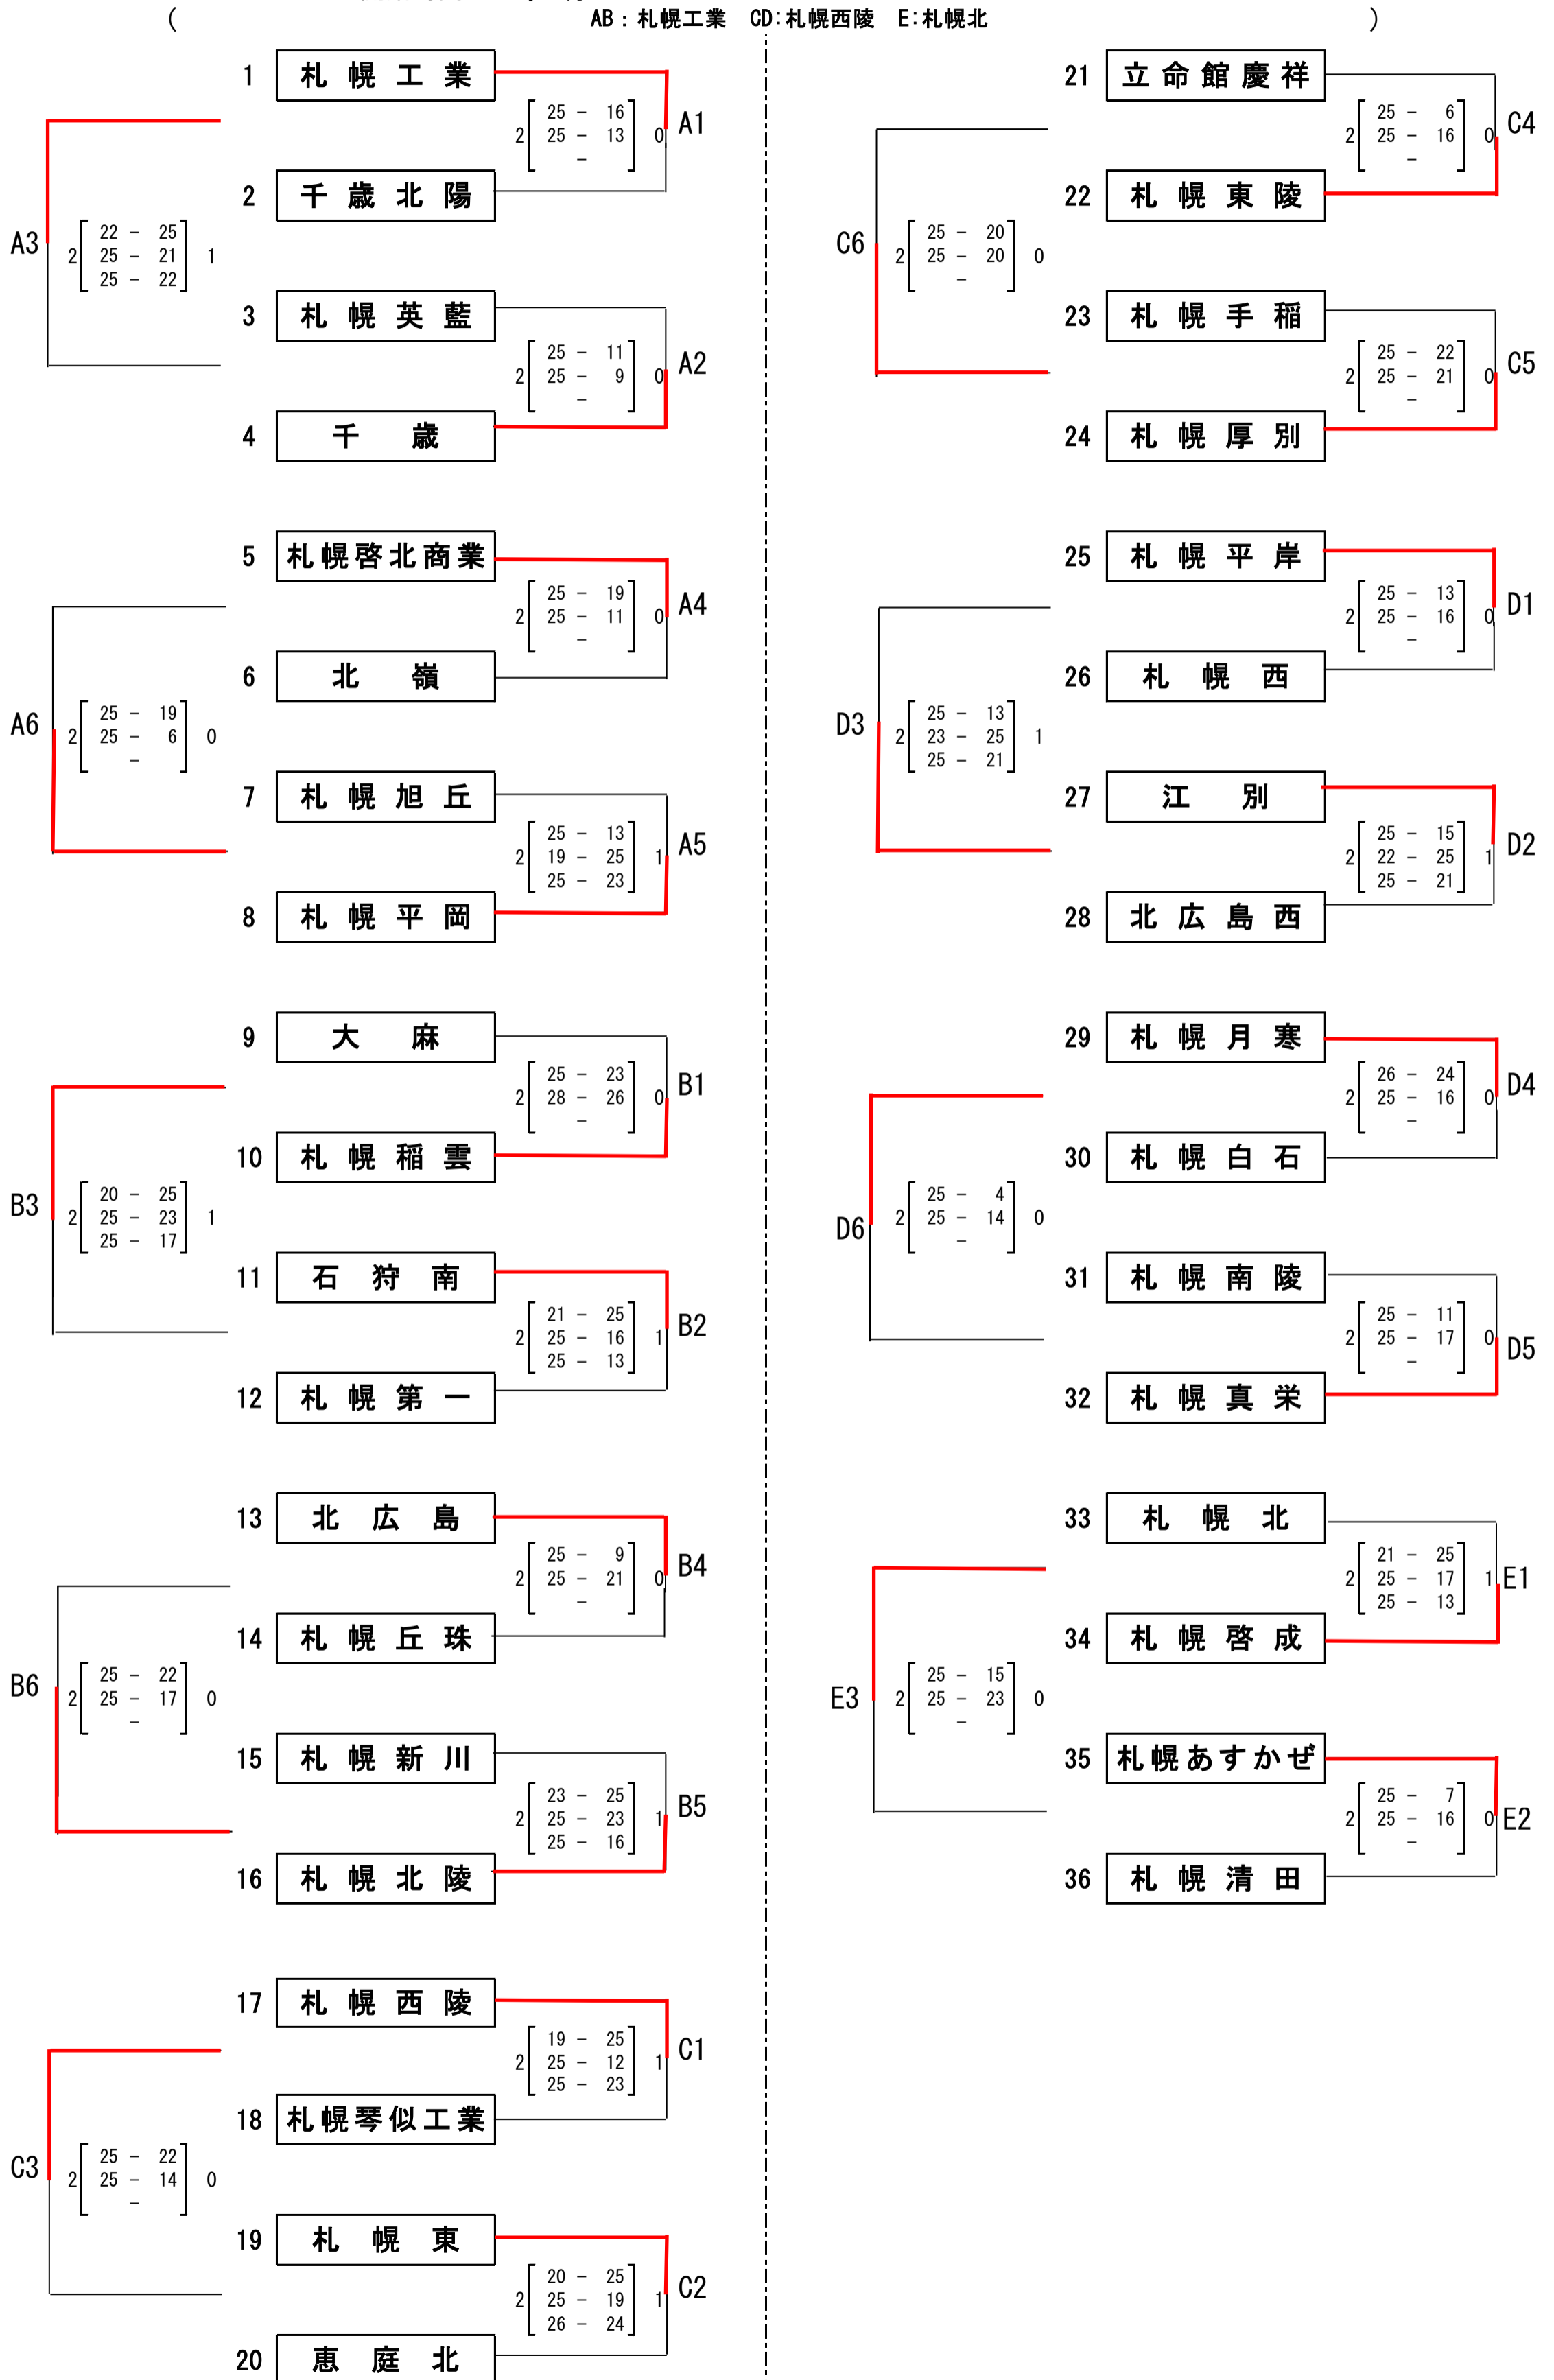 ( AB：札幌工業 CD:札幌西陵 E:札幌北 )
1 札幌工業
2 [ 25 － 16 25 － 13 － ] 0 A1
2 千歳北陽
A3 2 [ 22 － 25 25 － 21 25 － 22 ] 1
3 札幌英藍
2 [ 25 － 11 25 － 9 － ] 0 A2
4 千歳
5 札幌啓北商業
2 [ 25 － 19 25 － 11 － ] 0 A4
6 北嶺
A6 2 [ 25 － 19 25 － 6 － ] 0
7 札幌旭丘
2 [ 25 － 13 19 － 25 25 － 23 ] 1 A5
8 札幌平岡
9 大麻
2 [ 25 － 23 28 － 26 － ] 0 B1
10 札幌稲雲
B3 2 [ 20 － 25 25 － 23 25 － 17 ] 1
11 石狩南
2 [ 21 － 25 25 － 16 25 － 13 ] 1 B2
12 札幌第一
13 北広島
2 [ 25 － 9 25 － 21 － ] 0 B4
14 札幌丘珠
B6 2 [ 25 － 22 25 － 17 － ] 0
15 札幌新川
2 [ 23 － 25 25 － 23 25 － 16 ] 1 B5
16 札幌北陵
17 札幌西陵
2 [ 19 － 25 25 － 12 25 － 23 ] 1 C1
18 札幌琴似工業
C3 2 [ 25 － 22 25 － 14 － ] 0
19 札幌東
2 [ 20 － 25 25 － 19 26 － 24 ] 1 C2
20 恵庭北
21 立命館慶祥
2 [ 25 － 6 25 － 16 － ] 0 C4
22 札幌東陵
C6 2 [ 25 － 20 25 － 20 － ] 0
23 札幌手稲
2 [ 25 － 22 25 － 21 － ] 0 C5
24 札幌厚別
25 札幌平岸
2 [ 25 － 13 25 － 16 － ] 0 D1
26 札幌西
D3 2 [ 25 － 13 23 － 25 25 － 21 ] 1
27 江別
2 [ 25 － 15 22 － 25 25 － 21 ] 1 D2
28 北広島西
29 札幌月寒
2 [ 26 － 24 25 － 16 － ] 0 D4
30 札幌白石
D6 2 [ 25 － 4 25 － 14 － ] 0
31 札幌南陵
2 [ 25 － 11 25 － 17 － ] 0 D5
32 札幌真栄
33 札幌北
2 [ 21 － 25 25 － 17 25 － 13 ] 1 E1
34 札幌啓成
E3 2 [ 25 － 15 25 － 23 － ] 0
35 札幌あすかぜ
2 [ 25 － 7 25 － 16 － ] 0 E2
36 札幌清田